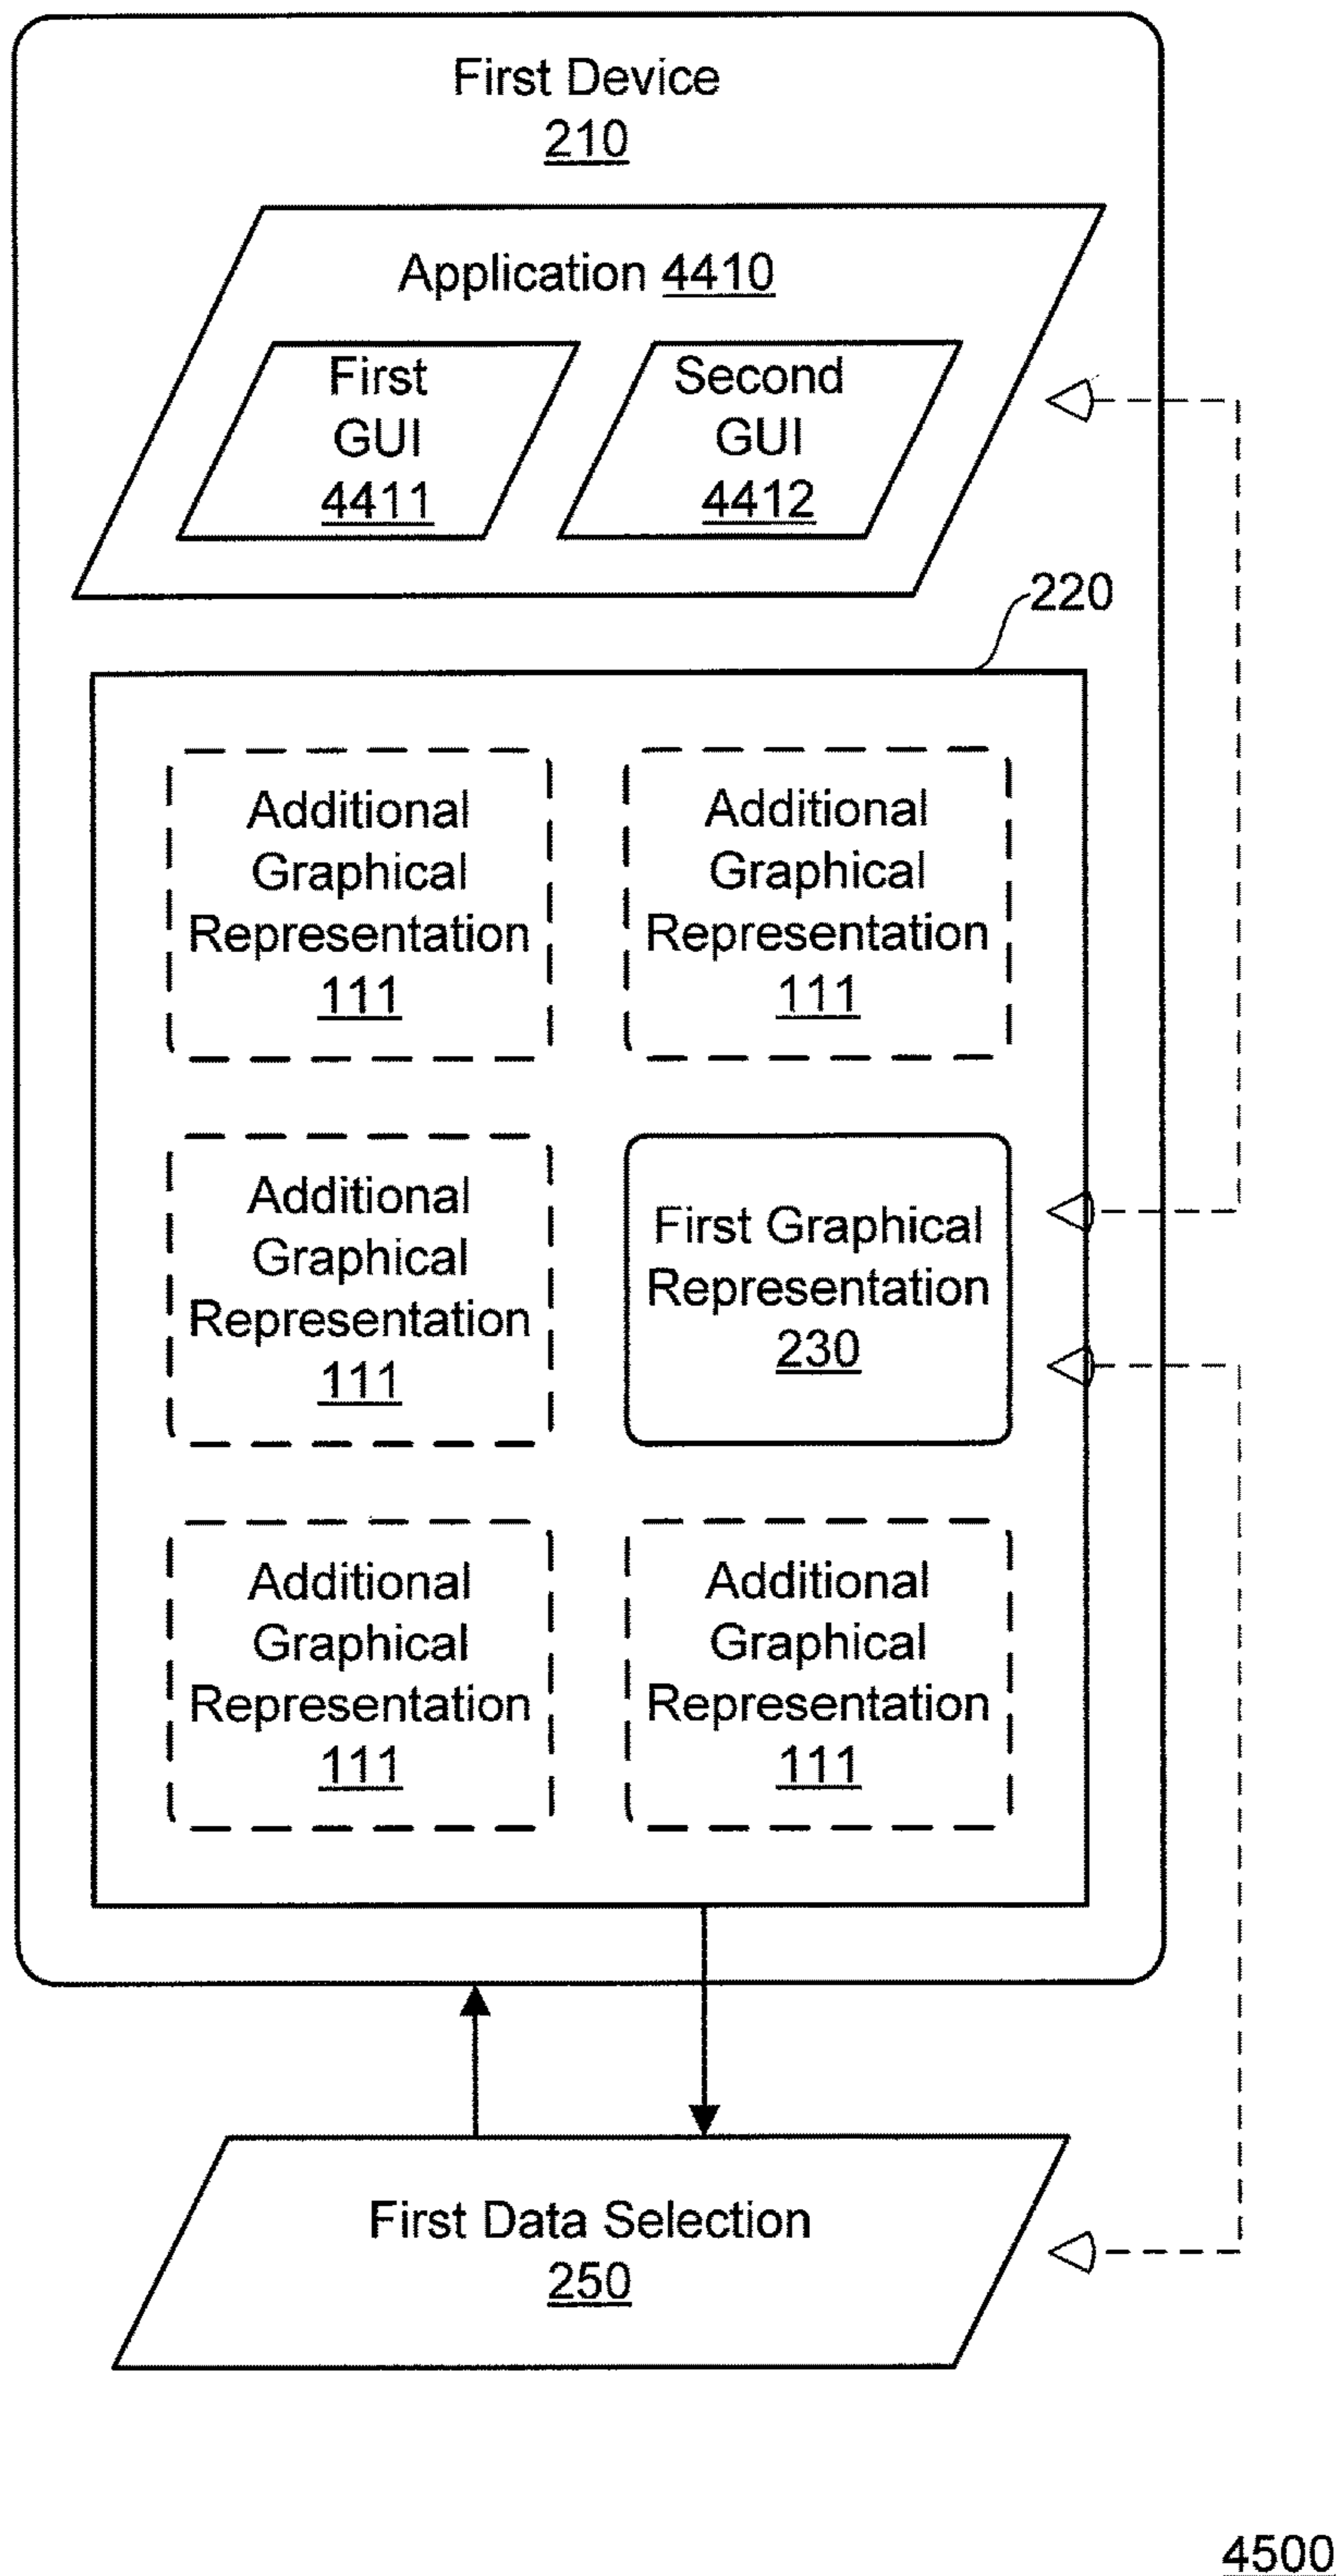 First Device
210
Application 4410
First
GUI
4411
Second
GUI
4412
220
Additional
Graphical
Representation
111
Additional
Graphical
Representation
111
Additional
Graphical
Representation
111
First Graphical
Representation
230
Additional
Graphical
Representation
111
Additional
Graphical
Representation
111
First Data Selection
250
4500